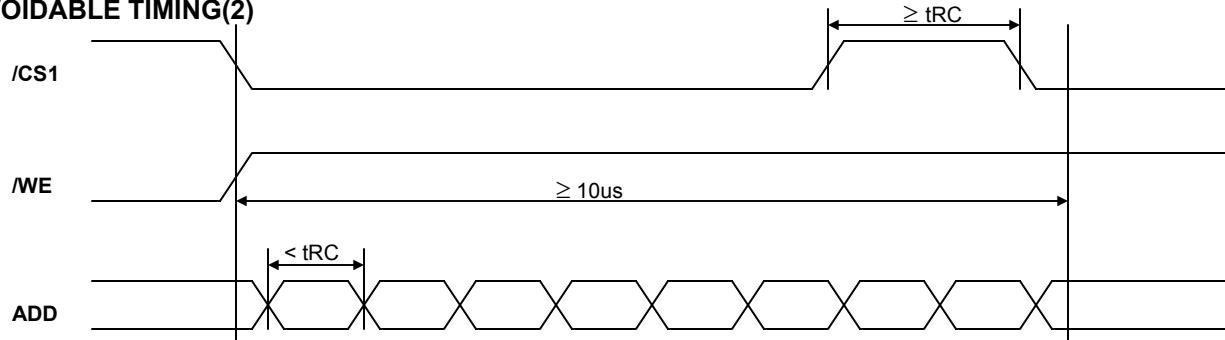 OIDABLE TIMING(2)
≥ tRC
/CS1
/WE
≥ 10us
< tRC
ADD